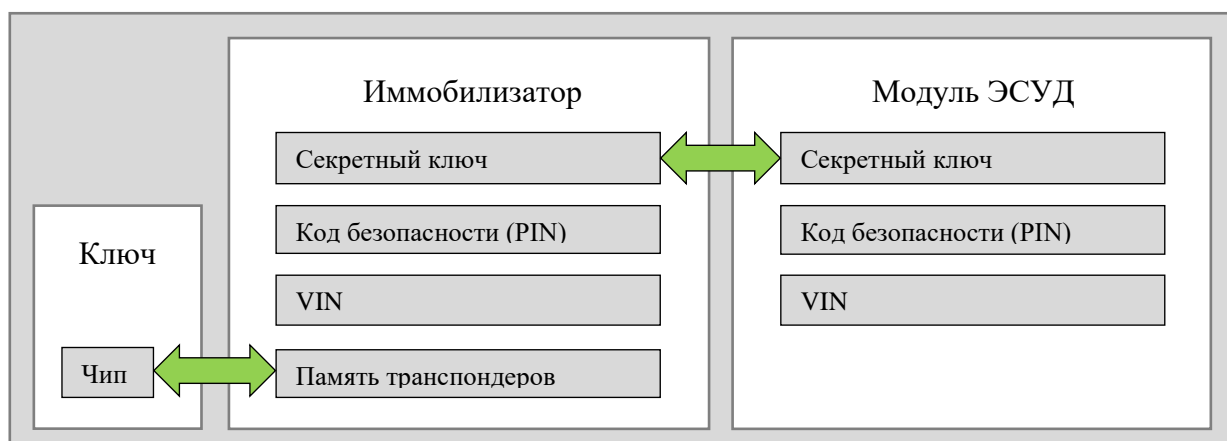 Иммобилизатор
Модуль ЭСУД
Секретный ключ
Секретный ключ
Код безопасности (PIN)
Код безопасности (PIN)
Ключ
VIN
VIN
Чип
Память транспондеров